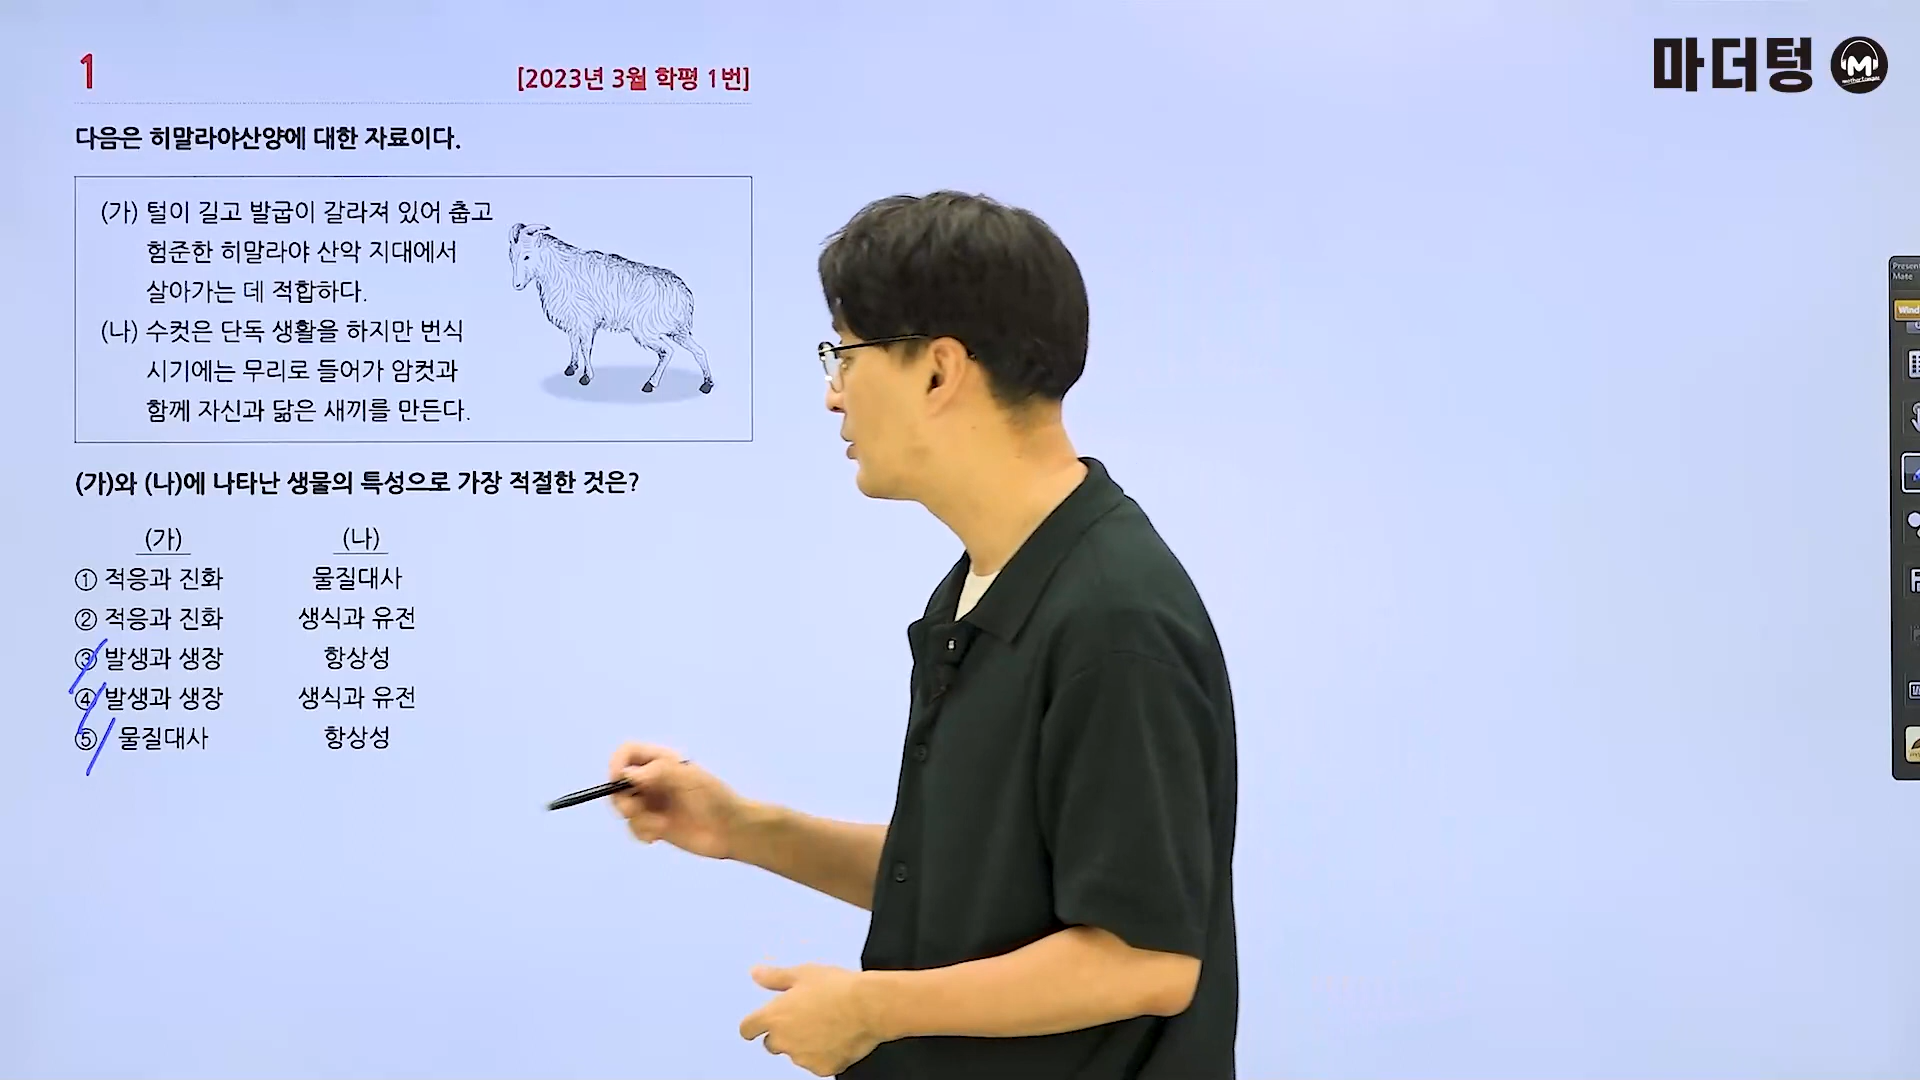 1
[2023년 3월 학평 1번]
마더텅
M
다음은 히말라야산양에 대한 자료이다.
(가) 털이 길고 발굽이 갈라져 있어 춥고
험준한 히말라야 산악 지대에서
살아가는 데 적합하다.
(나) 수컷은 단독 생활을 하지만 번식
시기에는 무리로 들어가 암컷과
함께 자신과 닮은 새끼를 만든다.
(가)와 (나)에 나타난 생물의 특성으로 가장 적절한 것은?
(가) (나)
① 적응과 진화 물질대사
② 적응과 진화 생식과 유전
③ 발생과 생장 항상성
④ 발생과 생장 생식과 유전
⑤ 물질대사 항상성